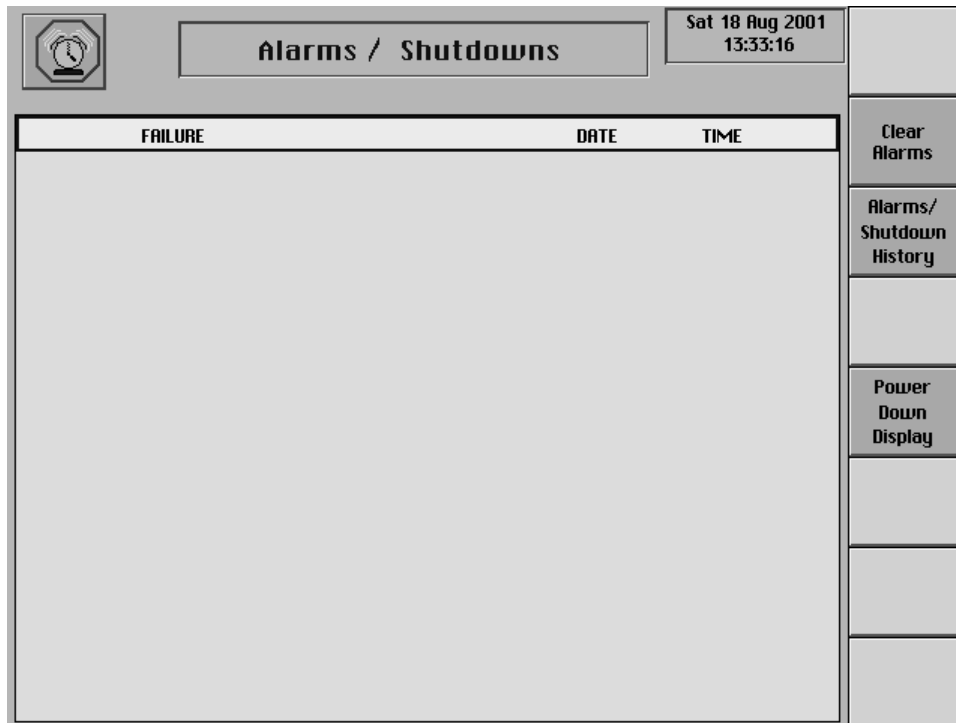 Alarms / Shutdowns
Sat 18 Aug 2001
13:33:16
FAILURE DATE TIME
Clear
Alarms
Alarms/
Shutdown
History
Power
Down
Display